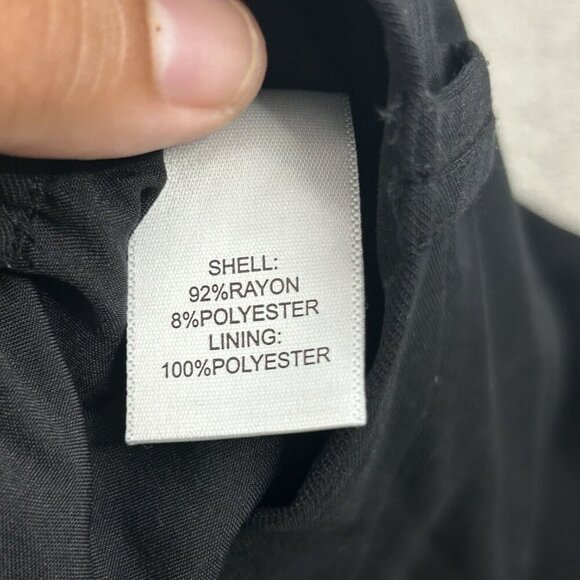 SHELL:
92%RAYON
8%POLYESTER
LINING:
100%POLYESTER